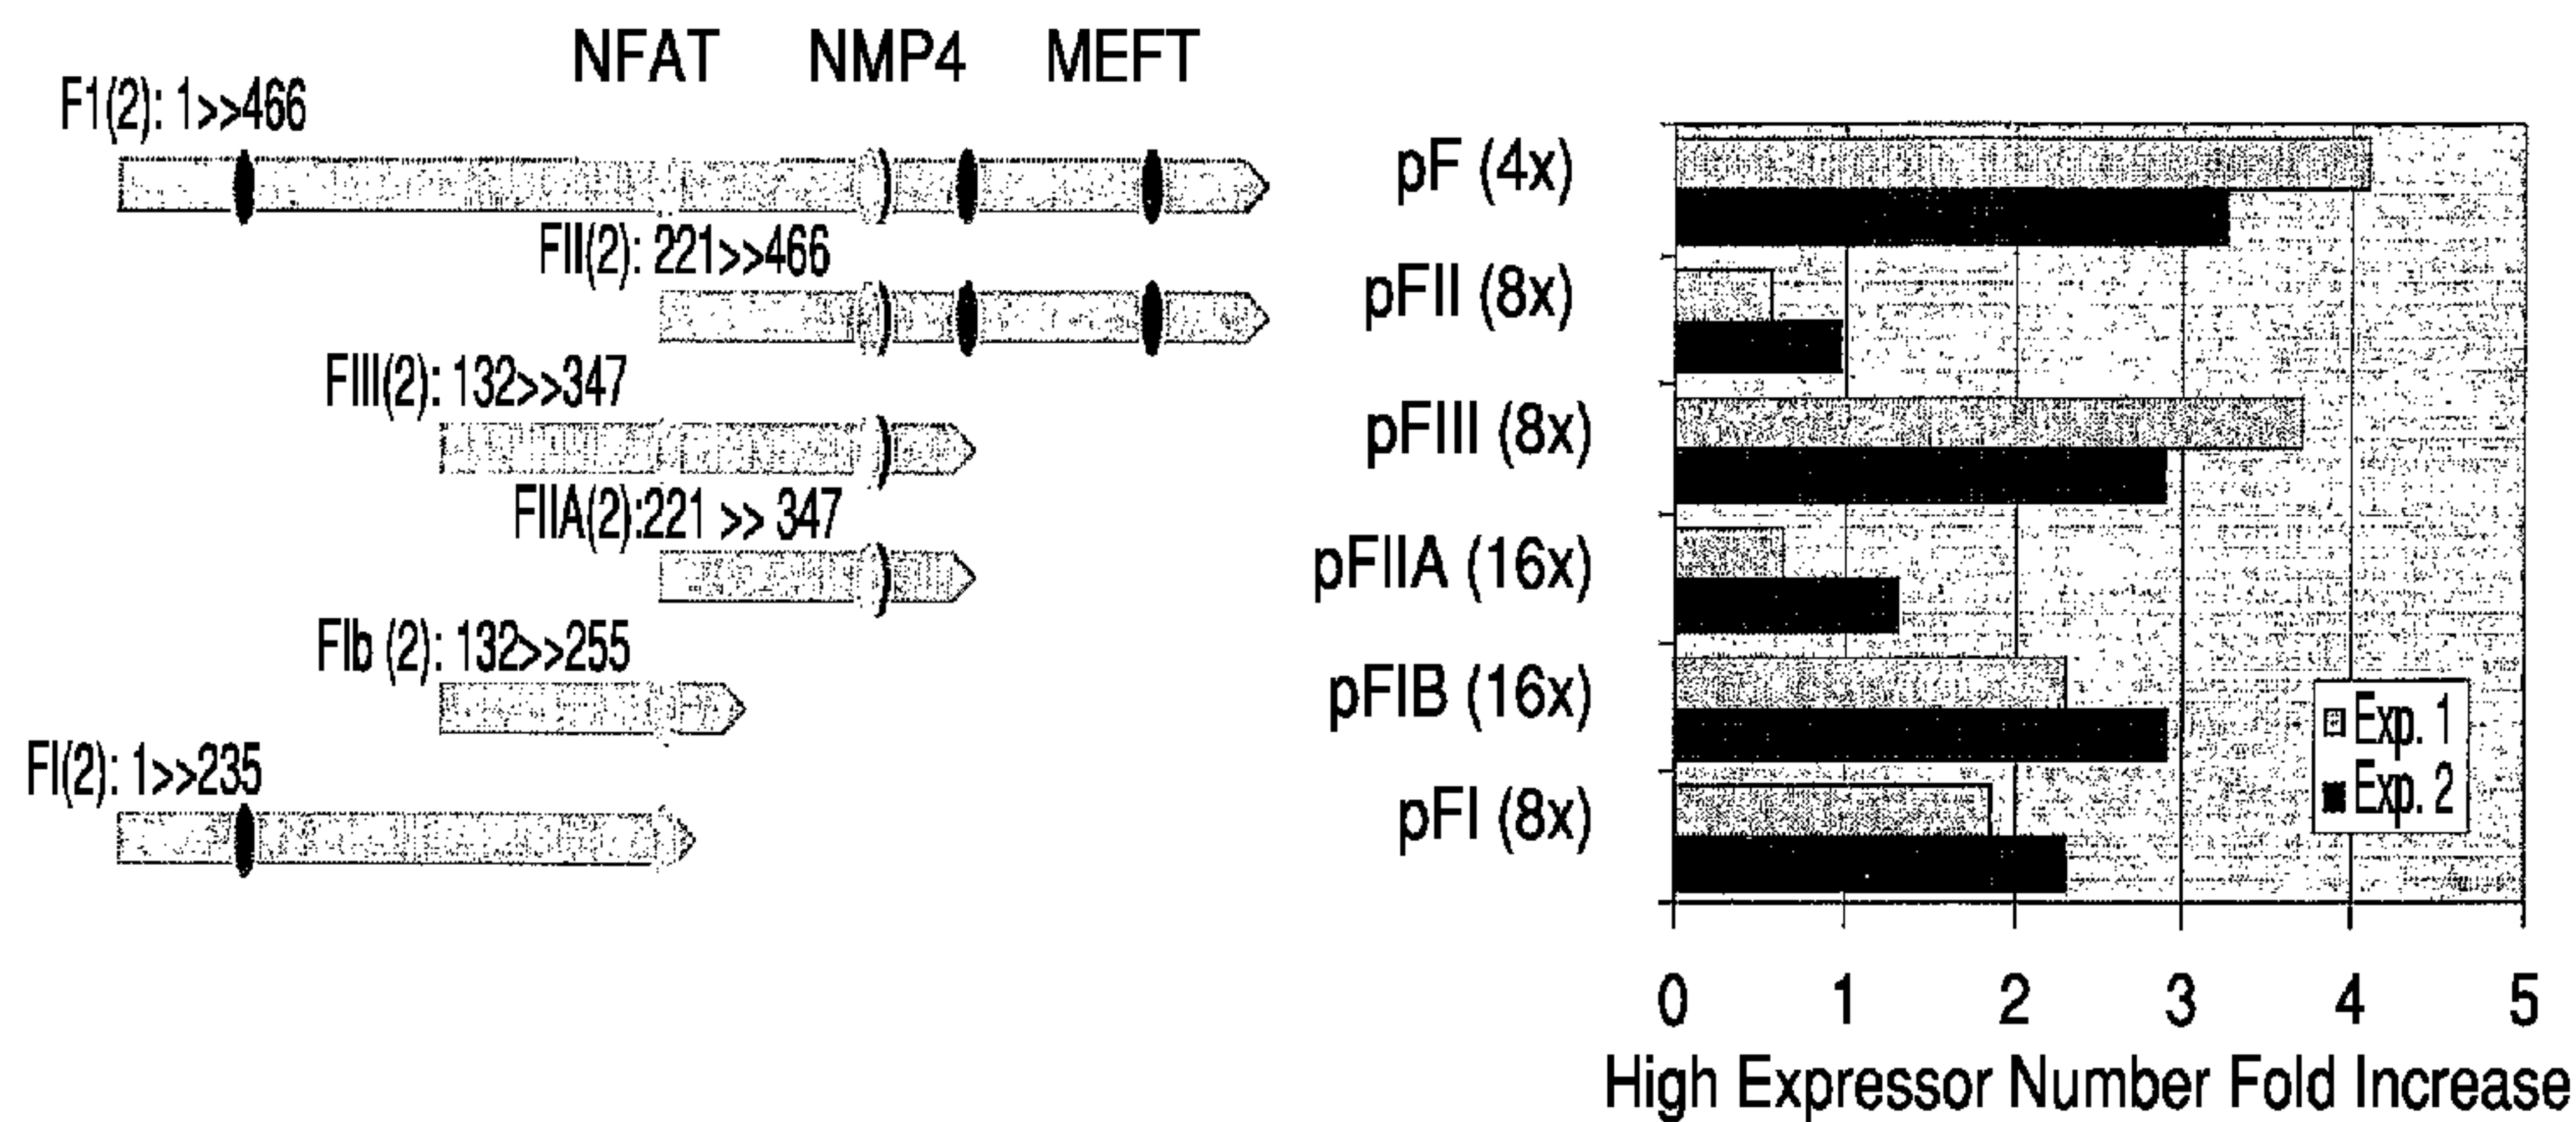 NFAT NMP4 MEFT
F1(2): 1>>466
FII(2): 221>>466
FIII(2): 132>>347
FIIA(2):221 >> 347
FIb (2): 132>>255
FI(2): 1>>235
pF (4x)
pFII (8x)
pFIII (8x)
pFIIA (16x)
pFIB (16x)
pFI (8x)
Exp. 1
Exp. 2
0 1 2 3 4 5
High Expressor Number Fold Increase